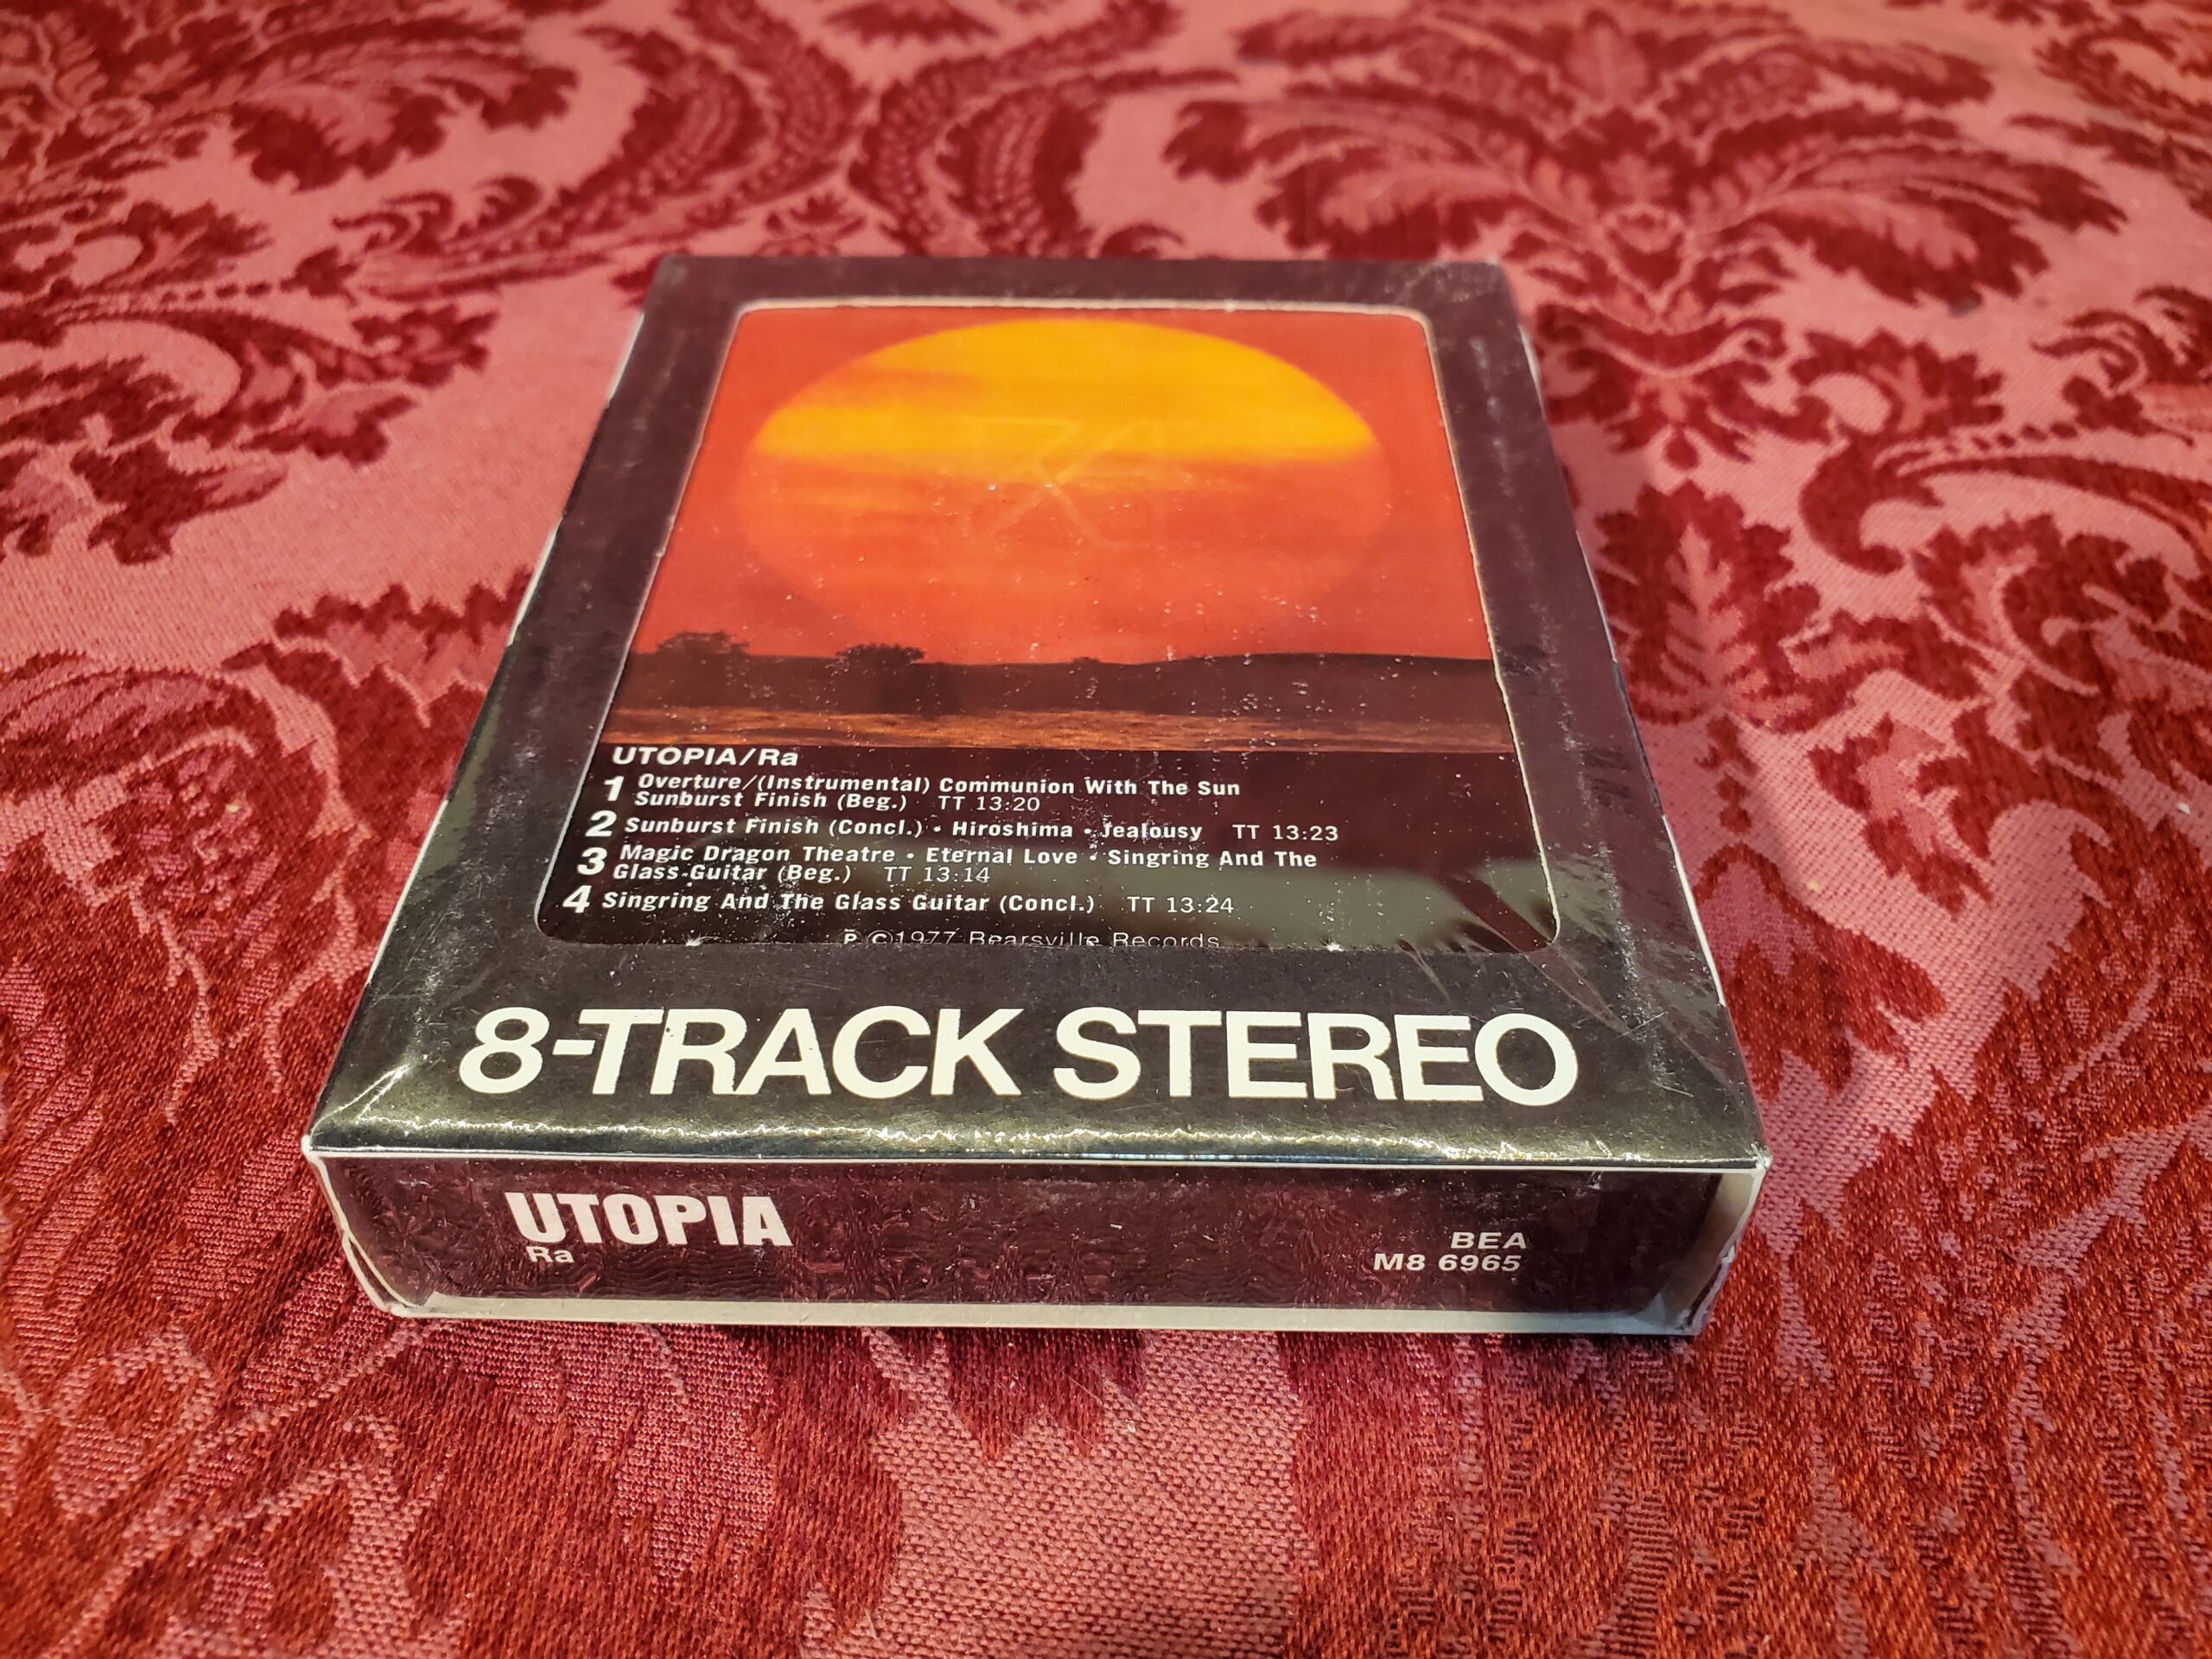 UTOPIA/Ra
1 Overture/(Instrumental) Communion With The Sun
Sunburst Finish (Beg.) TT 13:20
2 Sunburst Finish (Concl.) • Hiroshima • Jealousy TT 13:23
3 Magic Dragon Theatre • Eternal Love • Singring And The
Glass Guitar (Beg.) TT 13:14
4 Singring And The Glass Guitar (Concl.) TT 13:24
℗ ©1977 Bearsville Records
8-TRACK STEREO
UTOPIA
Ra
BEA
M8 6965